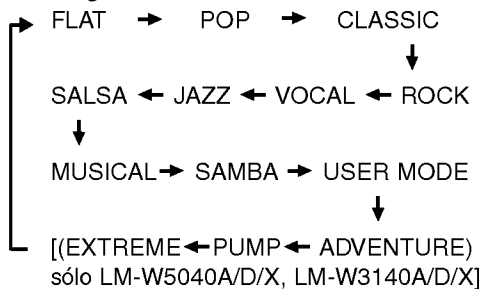 FLAT → POP → CLASSIC
SALSA ← JAZZ ← VOCAL ← ROCK
MUSICAL → SAMBA → USER MODE
[(EXTREME ← PUMP ← ADVENTURE)
sólo LM-W5040A/D/X, LM-W3140A/D/X]